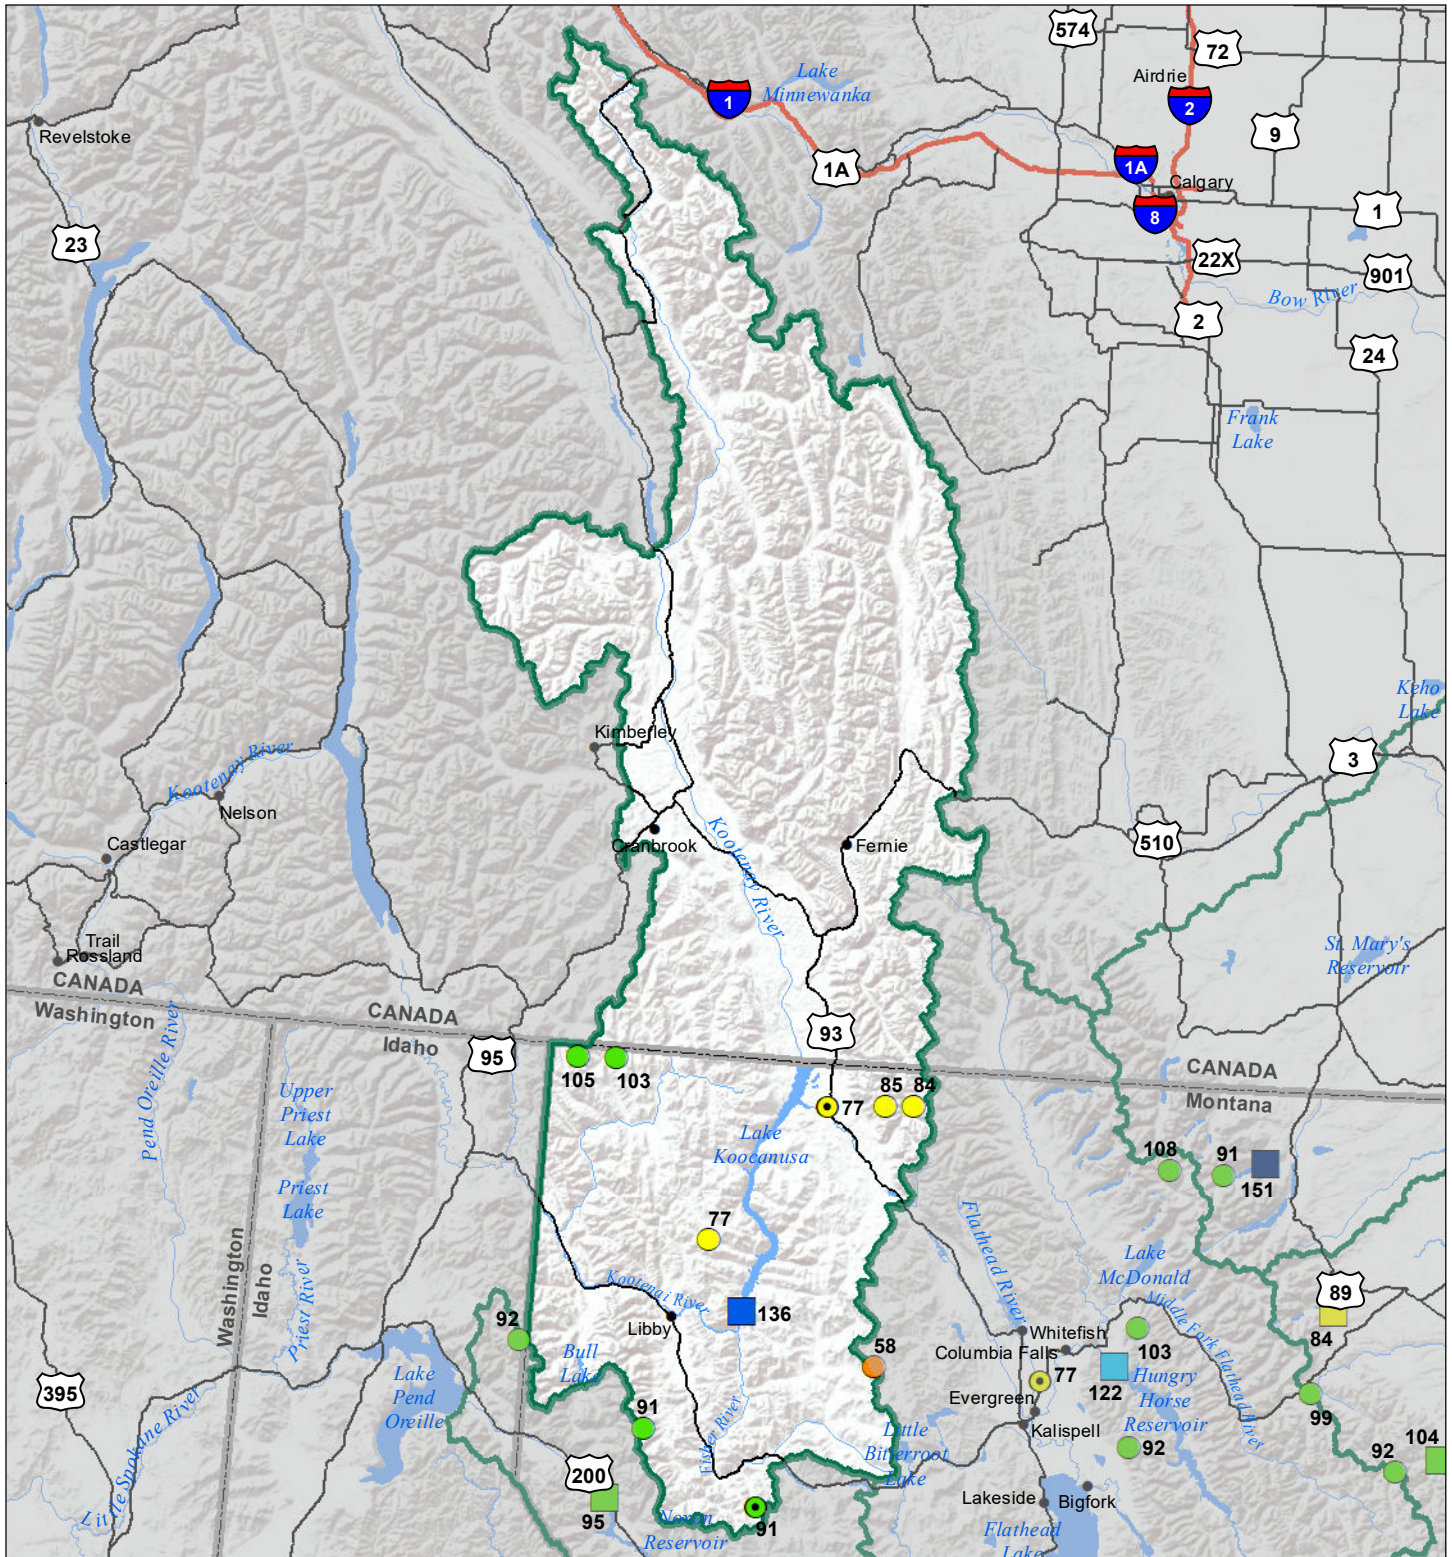 574
72
Airdrie
Lake
Minnewanka
1
2
9
Revelstoke
1A
1A
Calgary
8
1
23
22X
901
Bow River
2
24
Frank
Lake
Keho
Lake
Kimberley
3
Kootenay River
Nelson
Castlegar
Cranbrook
Kootenay River
Fernie
510
Trail
Rossland
St. Mary's
Reservoir
CANADA
Washington
CANADA
Idaho
95
93
CANADA
Montana
105
103
85
84
77
Pend Oreille River
Upper
Priest
Lake
Priest
Lake
Lake
Koocanusa
108
91
151
77
Flathead River
Lake
McDonald
Washington
Idaho
Priest River
Kootenai River
136
Libby
Middle Fork Flathead River
89
84
92
Bull
Lake
58
Whitefish
Columbia Falls
103
77
122
Hungry
Horse
Reservoir
395
Lake
Pend
Oreille
Evergreen
Kalispell
99
91
Fisher River
Little
Bitterroot
Lake
92
92
104
Little Spokane River
200
95
Noxon
Reservoir
91
Lakeside
Bigfork
Flathead
Lake